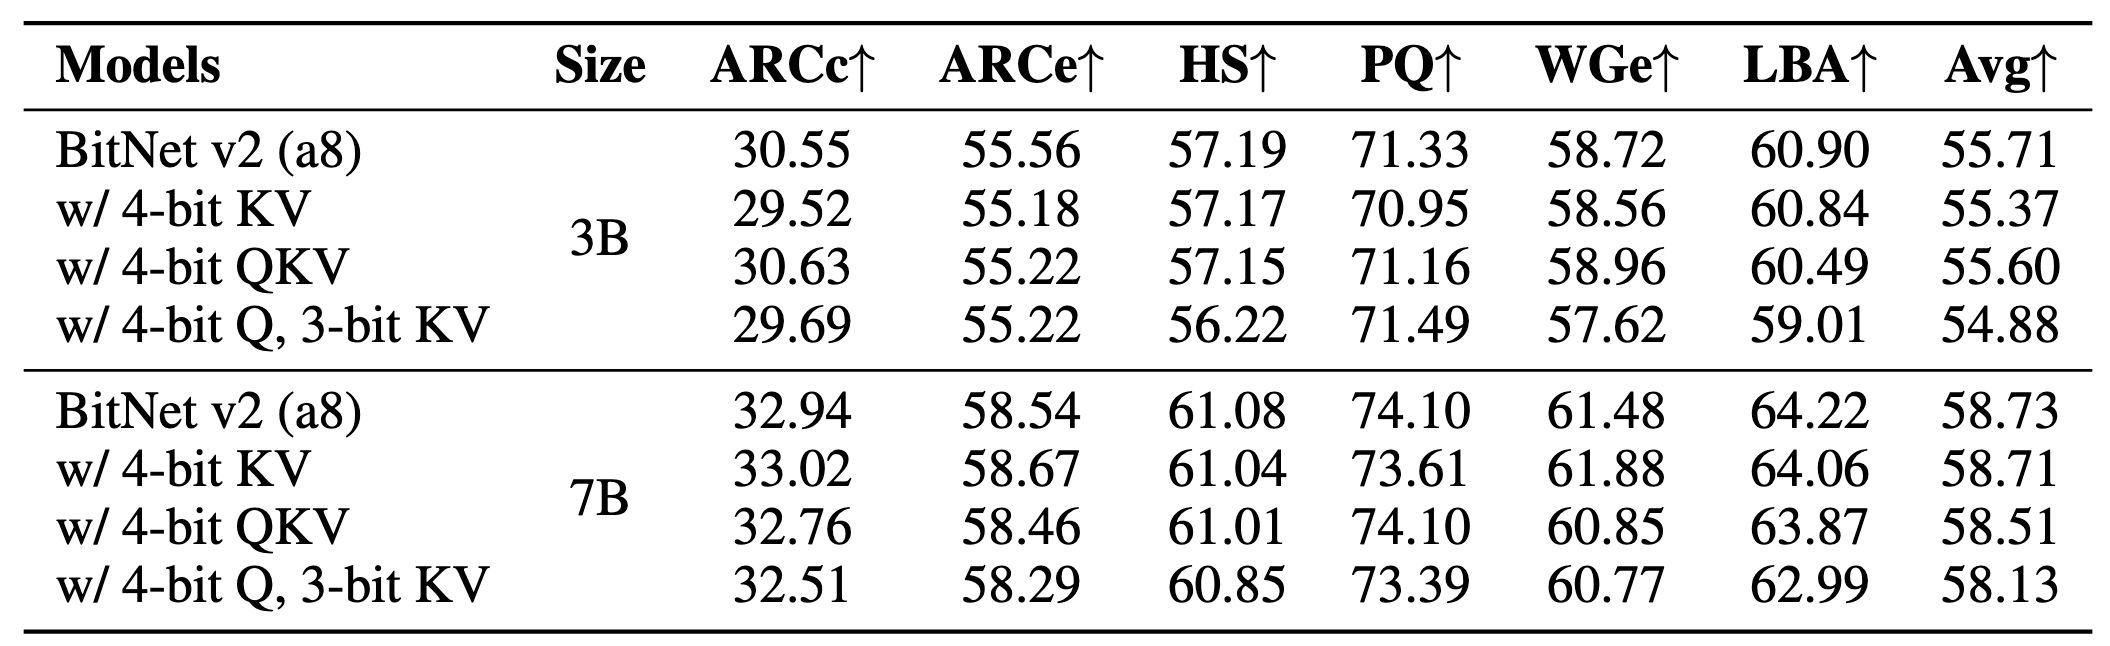 Models Size ARCc↑ ARCe↑ HS↑ PQ↑ WGe↑ LBA↑ Avg↑
BitNet v2 (a8) 30.55 55.56 57.19 71.33 58.72 60.90 55.71
w/ 4-bit KV 29.52 55.18 57.17 70.95 58.56 60.84 55.37
3B
w/ 4-bit QKV 30.63 55.22 57.15 71.16 58.96 60.49 55.60
w/ 4-bit Q, 3-bit KV 29.69 55.22 56.22 71.49 57.62 59.01 54.88
BitNet v2 (a8) 32.94 58.54 61.08 74.10 61.48 64.22 58.73
w/ 4-bit KV 33.02 58.67 61.04 73.61 61.88 64.06 58.71
7B
w/ 4-bit QKV 32.76 58.46 61.01 74.10 60.85 63.87 58.51
w/ 4-bit Q, 3-bit KV 32.51 58.29 60.85 73.39 60.77 62.99 58.13